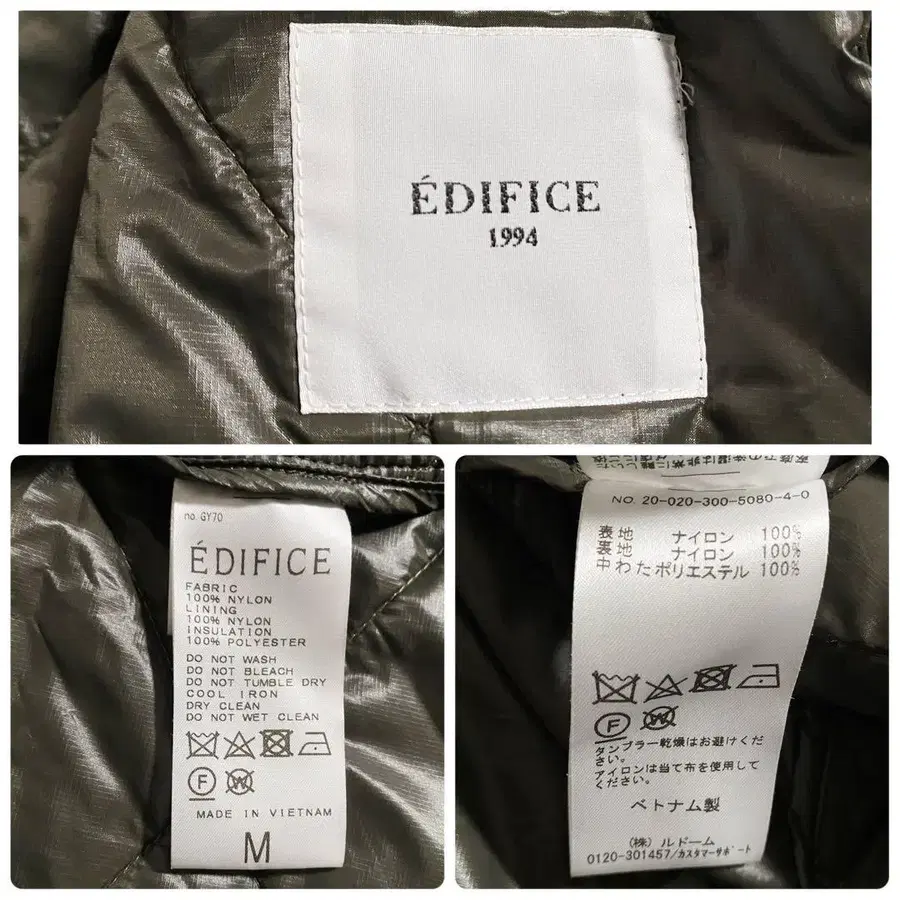 ÉDIFICE
1994
no. GY70
ÉDIFICE
FABRIC
100% NYLON
LINING
100% NYLON
INSULATION
100% POLYESTER
DO NOT WASH
DO NOT BLEACH
DO NOT TUMBLE DRY
COOL IRON
DRY CLEAN
DO NOT WET CLEAN
F
W
MADE IN VIETNAM
M
NO. 20-020-300-5080-4-0
表地 ナイロン 100%
裏地 ナイロン 100%
中わた ポリエステル 100%
F
W
タンブラー乾燥はお避けくだ
さい。
アイロンは当て布を使用して
ください。
ベトナム製
(株) ルドーム
0120-301457/カスタマーサポート